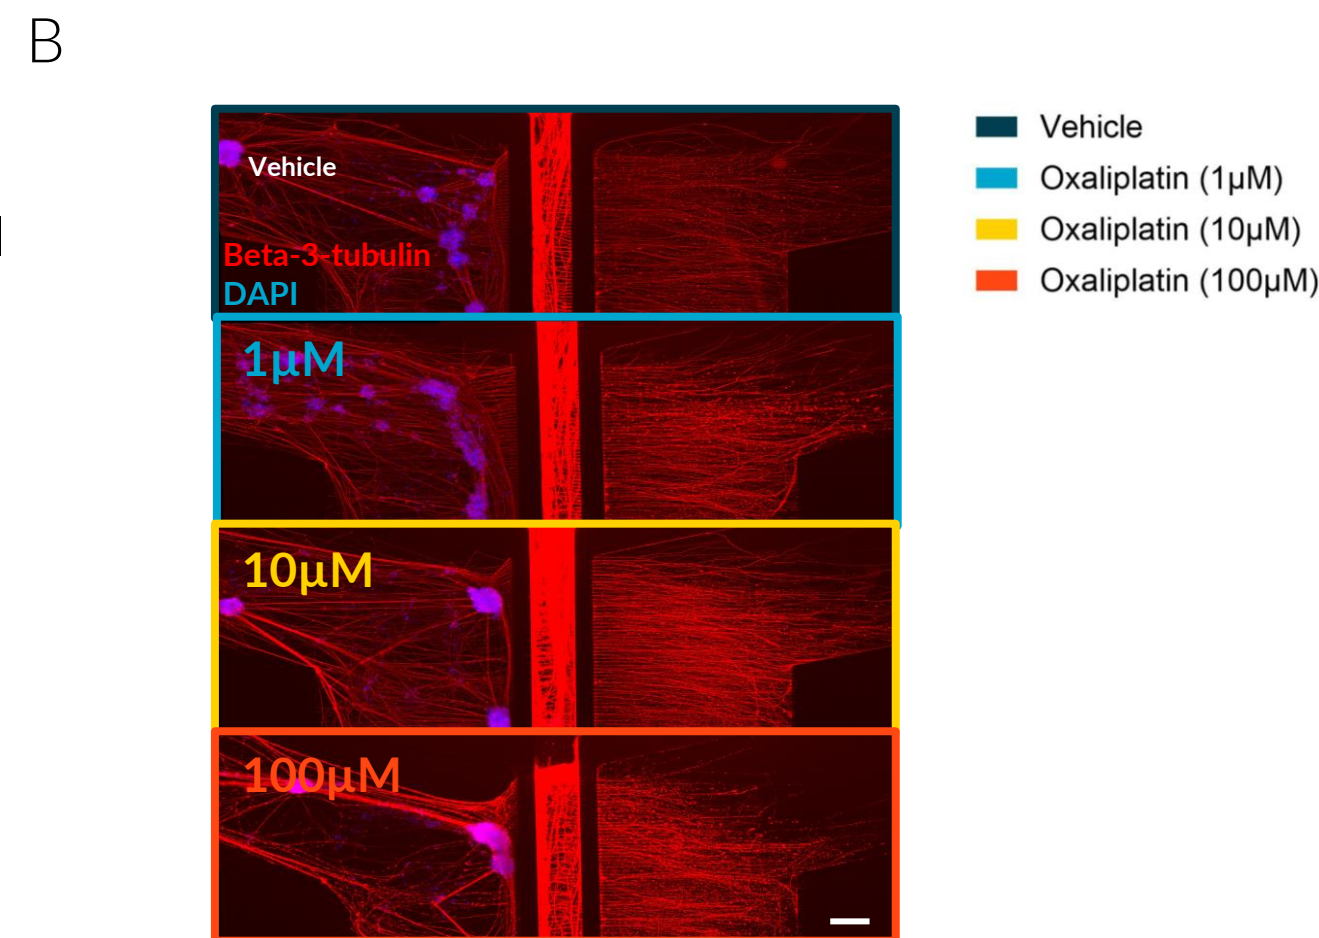 B
Vehicle
Beta-3-tubulin
DAPI
1µM
10µM
100µM
Vehicle
Oxaliplatin (1µM)
Oxaliplatin (10µM)
Oxaliplatin (100µM)